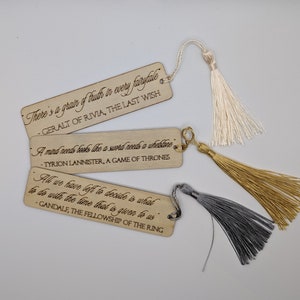 There's a grain of truth in every fairytale
- GERALT OF RIVIA, THE LAST WISH
A mind needs books like a sword needs a whetstone
- TYRION LANNISTER, A GAME OF THRONES
All we have left to decide is what
to do with the time that is given to us
- GANDALF, THE FELLOWSHIP OF THE RING